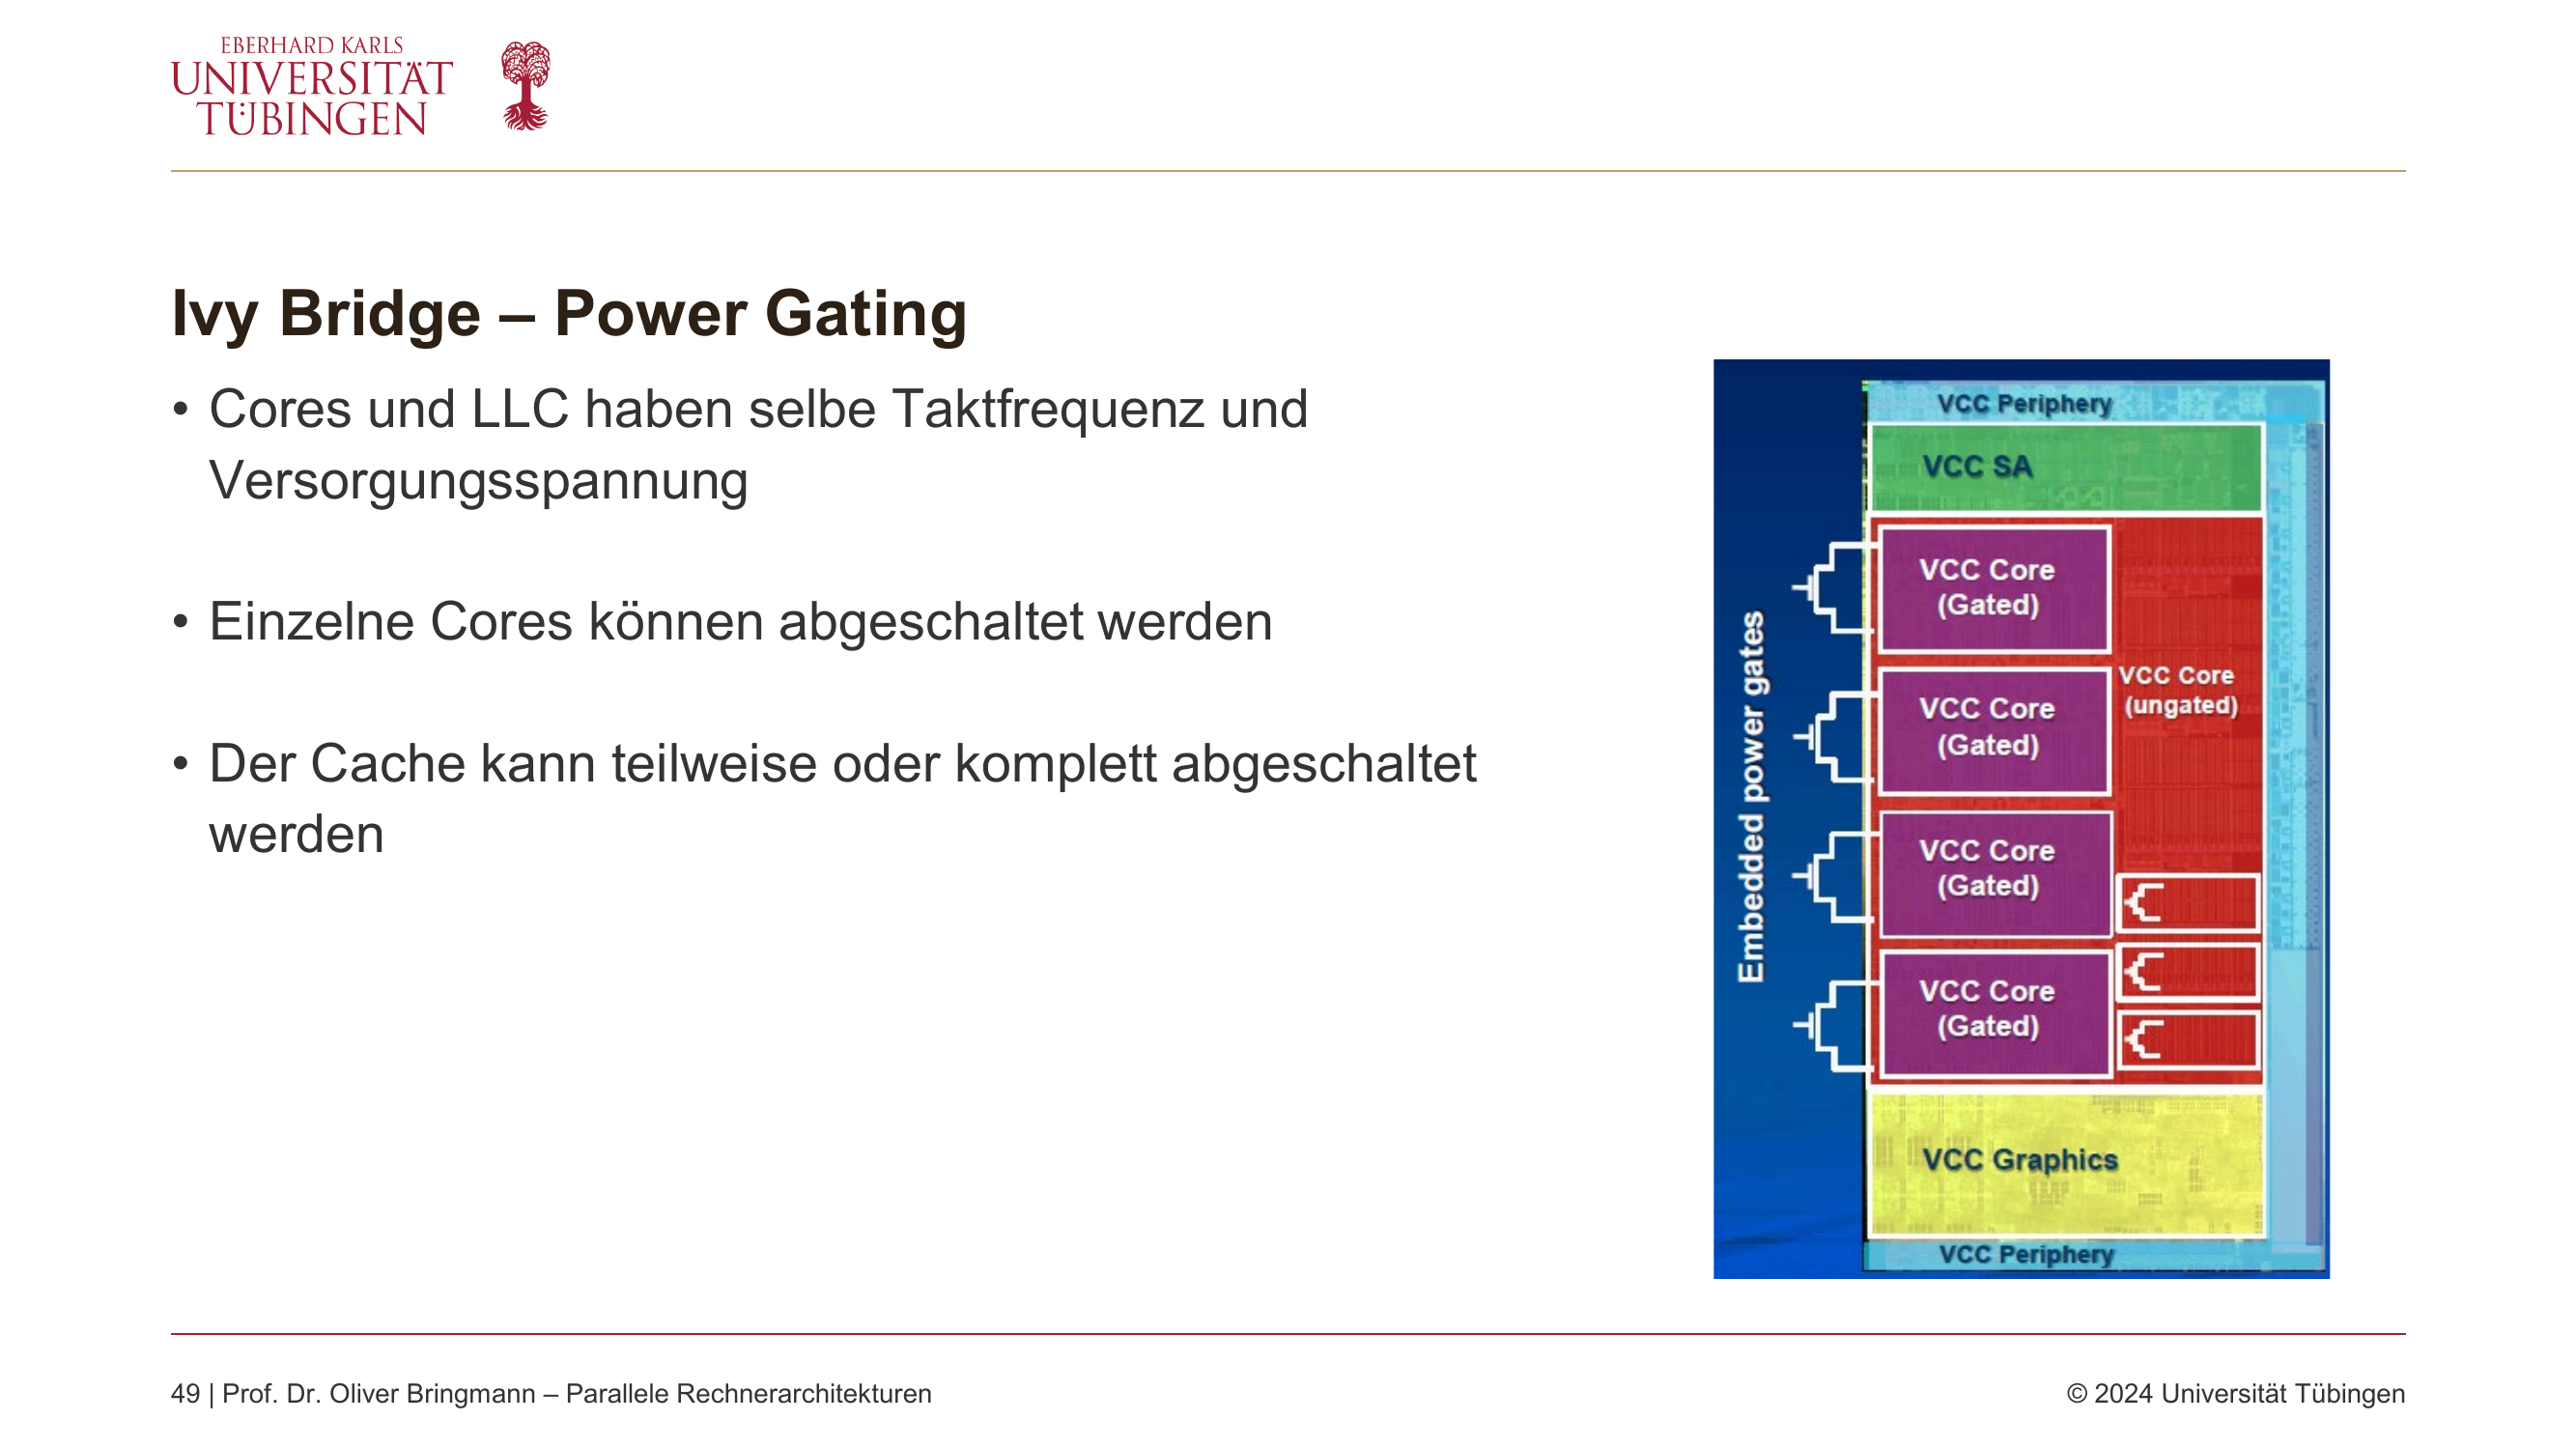 EBERHARD KARLS
UNIVERSITÄT
TÜBINGEN
Ivy Bridge – Power Gating
• Cores und LLC haben selbe Taktfrequenz und
Versorgungsspannung
• Einzelne Cores können abgeschaltet werden
• Der Cache kann teilweise oder komplett abgeschaltet
werden
Embedded power gates
VCC Periphery
VCC SA
VCC Core
(Gated)
VCC Core
(ungated)
VCC Core
(Gated)
VCC Core
(Gated)
VCC Core
(Gated)
VCC Graphics
VCC Periphery
49 | Prof. Dr. Oliver Bringmann – Parallele Rechnerarchitekturen
© 2024 Universität Tübingen